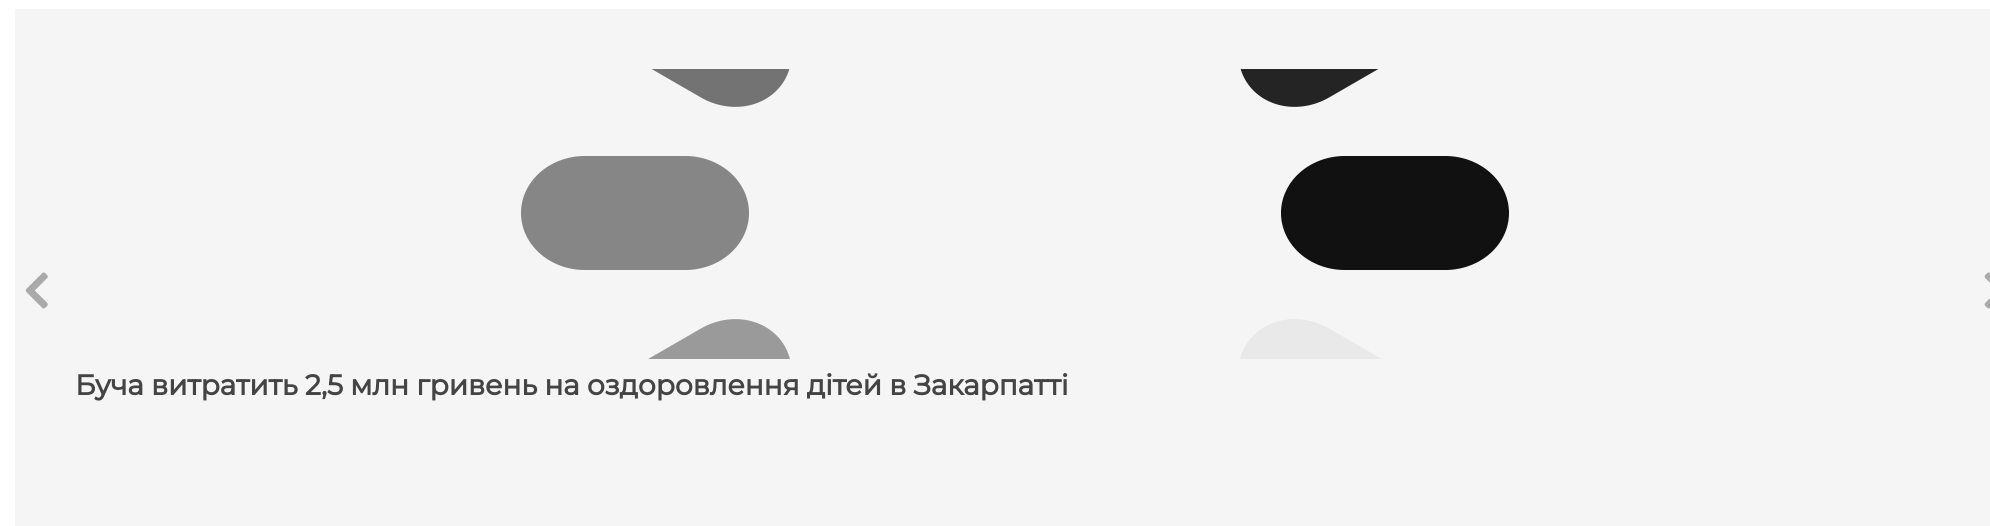 Буча витратить 2,5 млн гривень на оздоровлення дітей в Закарпатті